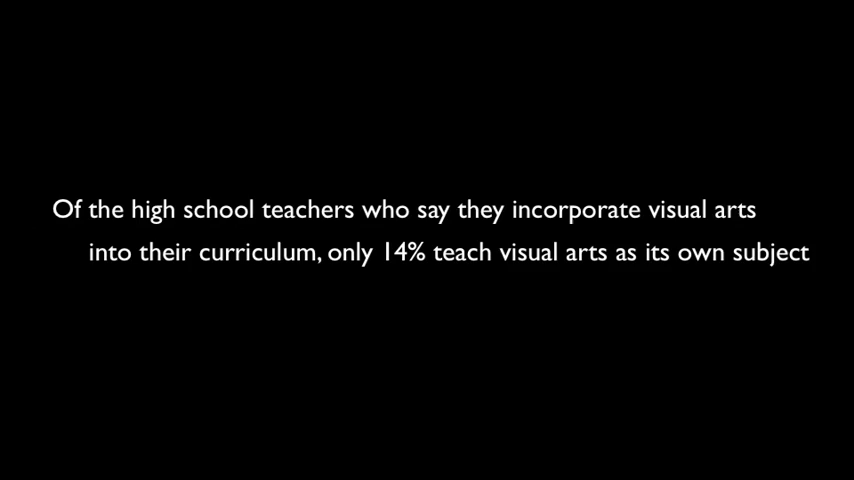 Of the high school teachers who say they incorporate visual arts
into their curriculum, only 14% teach visual arts as its own subject